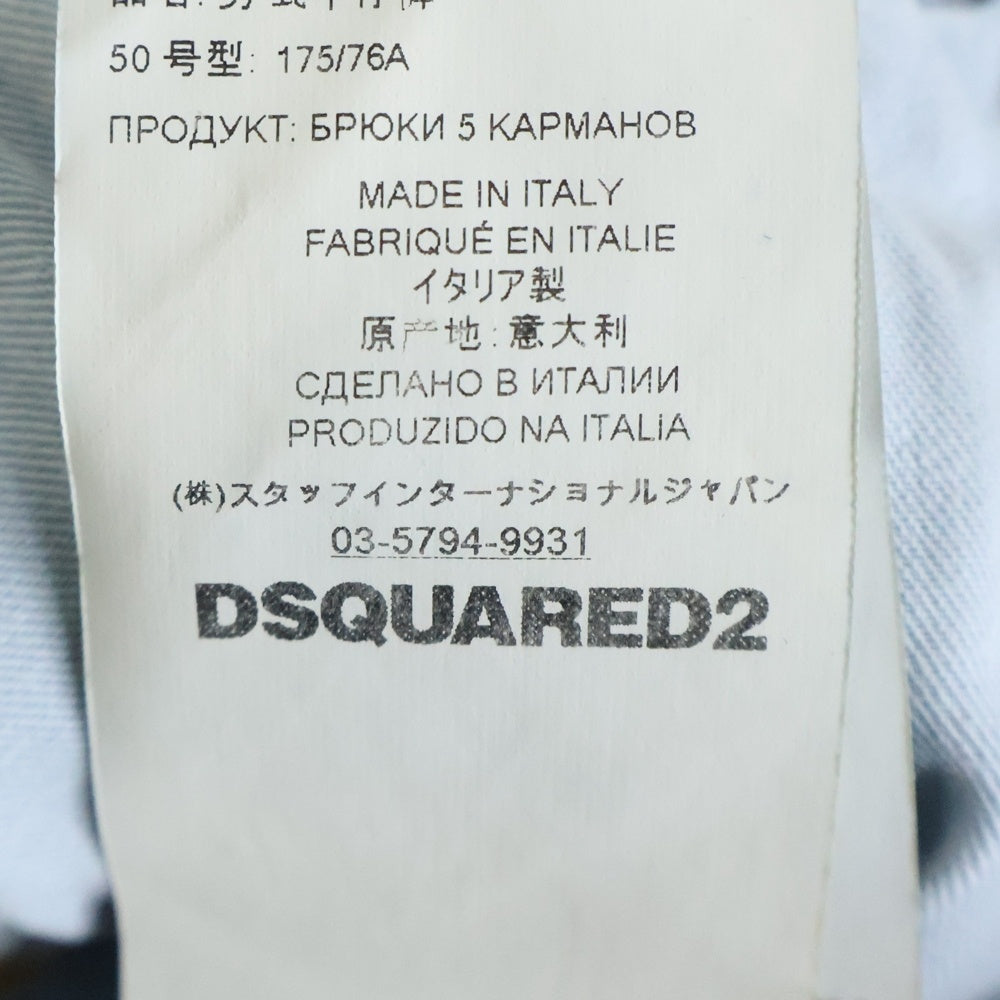 50 号型: 175/76A
ПРОДУКТ: БРЮКИ 5 КАРМАНОВ
MADE IN ITALY
FABRIQUÉ EN ITALIE
イタリア製
原产地: 意大利
СДЕЛАНО В ИТАЛИИ
PRODUZIDO NA ITALIA
(株)スタッフインターナショナルジャパン
03-5794-9931
DSQUARED2